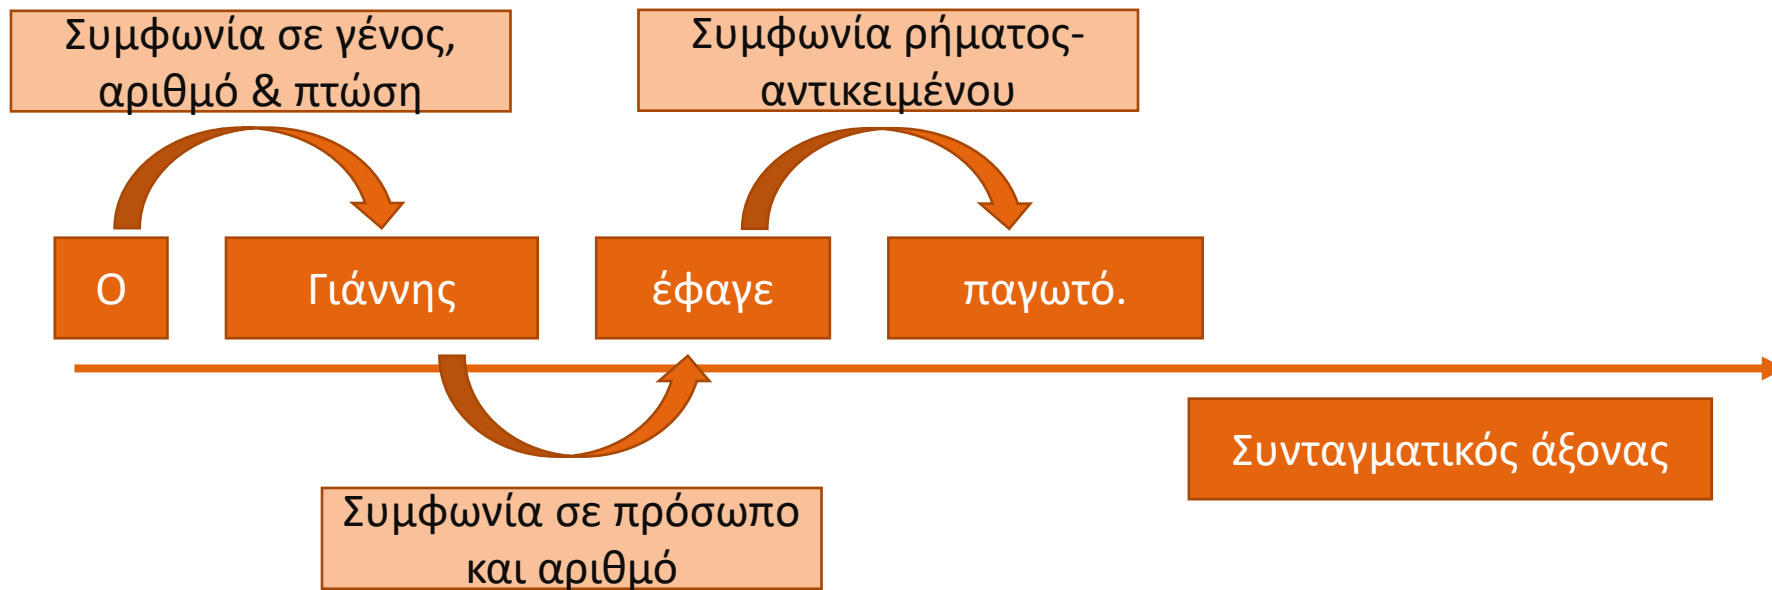 Συμφωνία σε γένος,
αριθμό & πτώση
Συμφωνία ρήματος-
αντικειμένου
Ο
Γιάννης
έφαγε
παγωτό.
Συνταγματικός άξονας
Συμφωνία σε πρόσωπο
και αριθμό